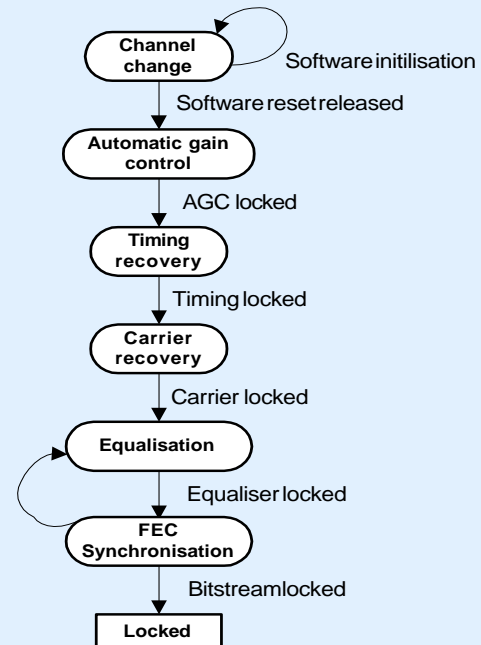 Channel
change
Software initilisation
Software reset released
Automatic gain
control
AGC locked
Timing
recovery
Timing locked
Carrier
recovery
Carrier locked
Equalisation
Equaliser locked
FEC
Synchronisation
Bitstreamlocked
Locked